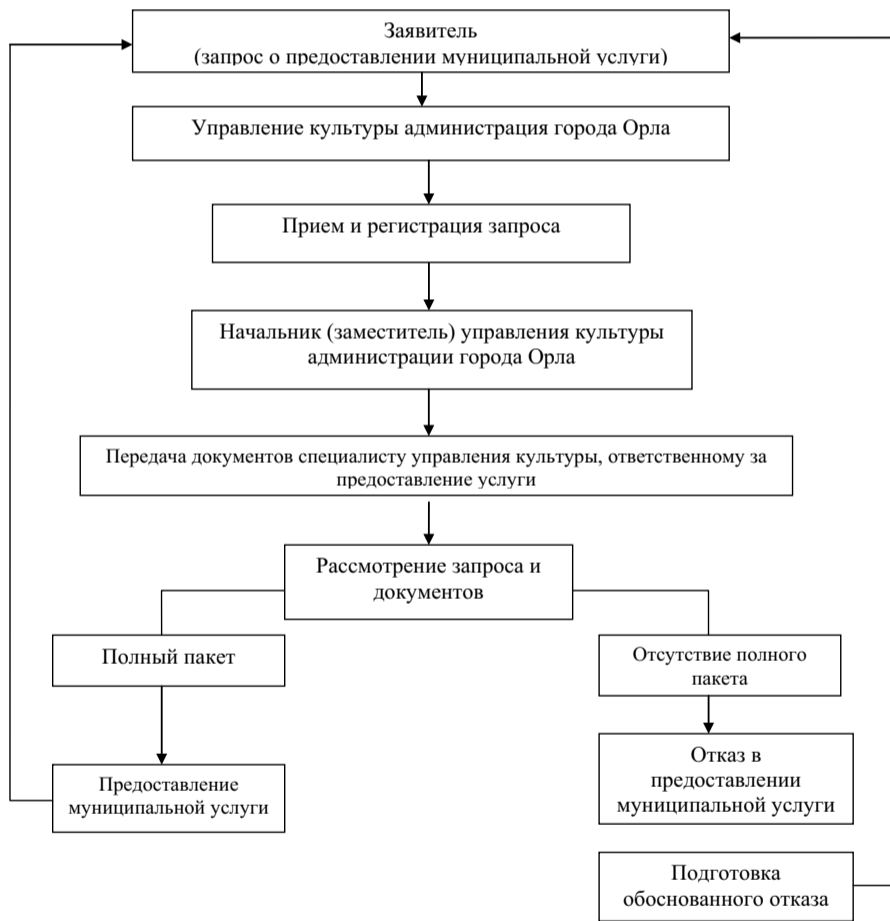 Заявитель
(запрос о предоставлении муниципальной услуги)
Управление культуры администрация города Орла
Прием и регистрация запроса
Начальник (заместитель) управления культуры
администрации города Орла
Передача документов специалисту управления культуры, ответственному за
предоставление услуги
Рассмотрение запроса и
документов
Полный пакет
Отсутствие полного
пакета
Предоставление
муниципальной услуги
Отказ в
предоставлении
муниципальной услуги
Подготовка
обоснованного отказа